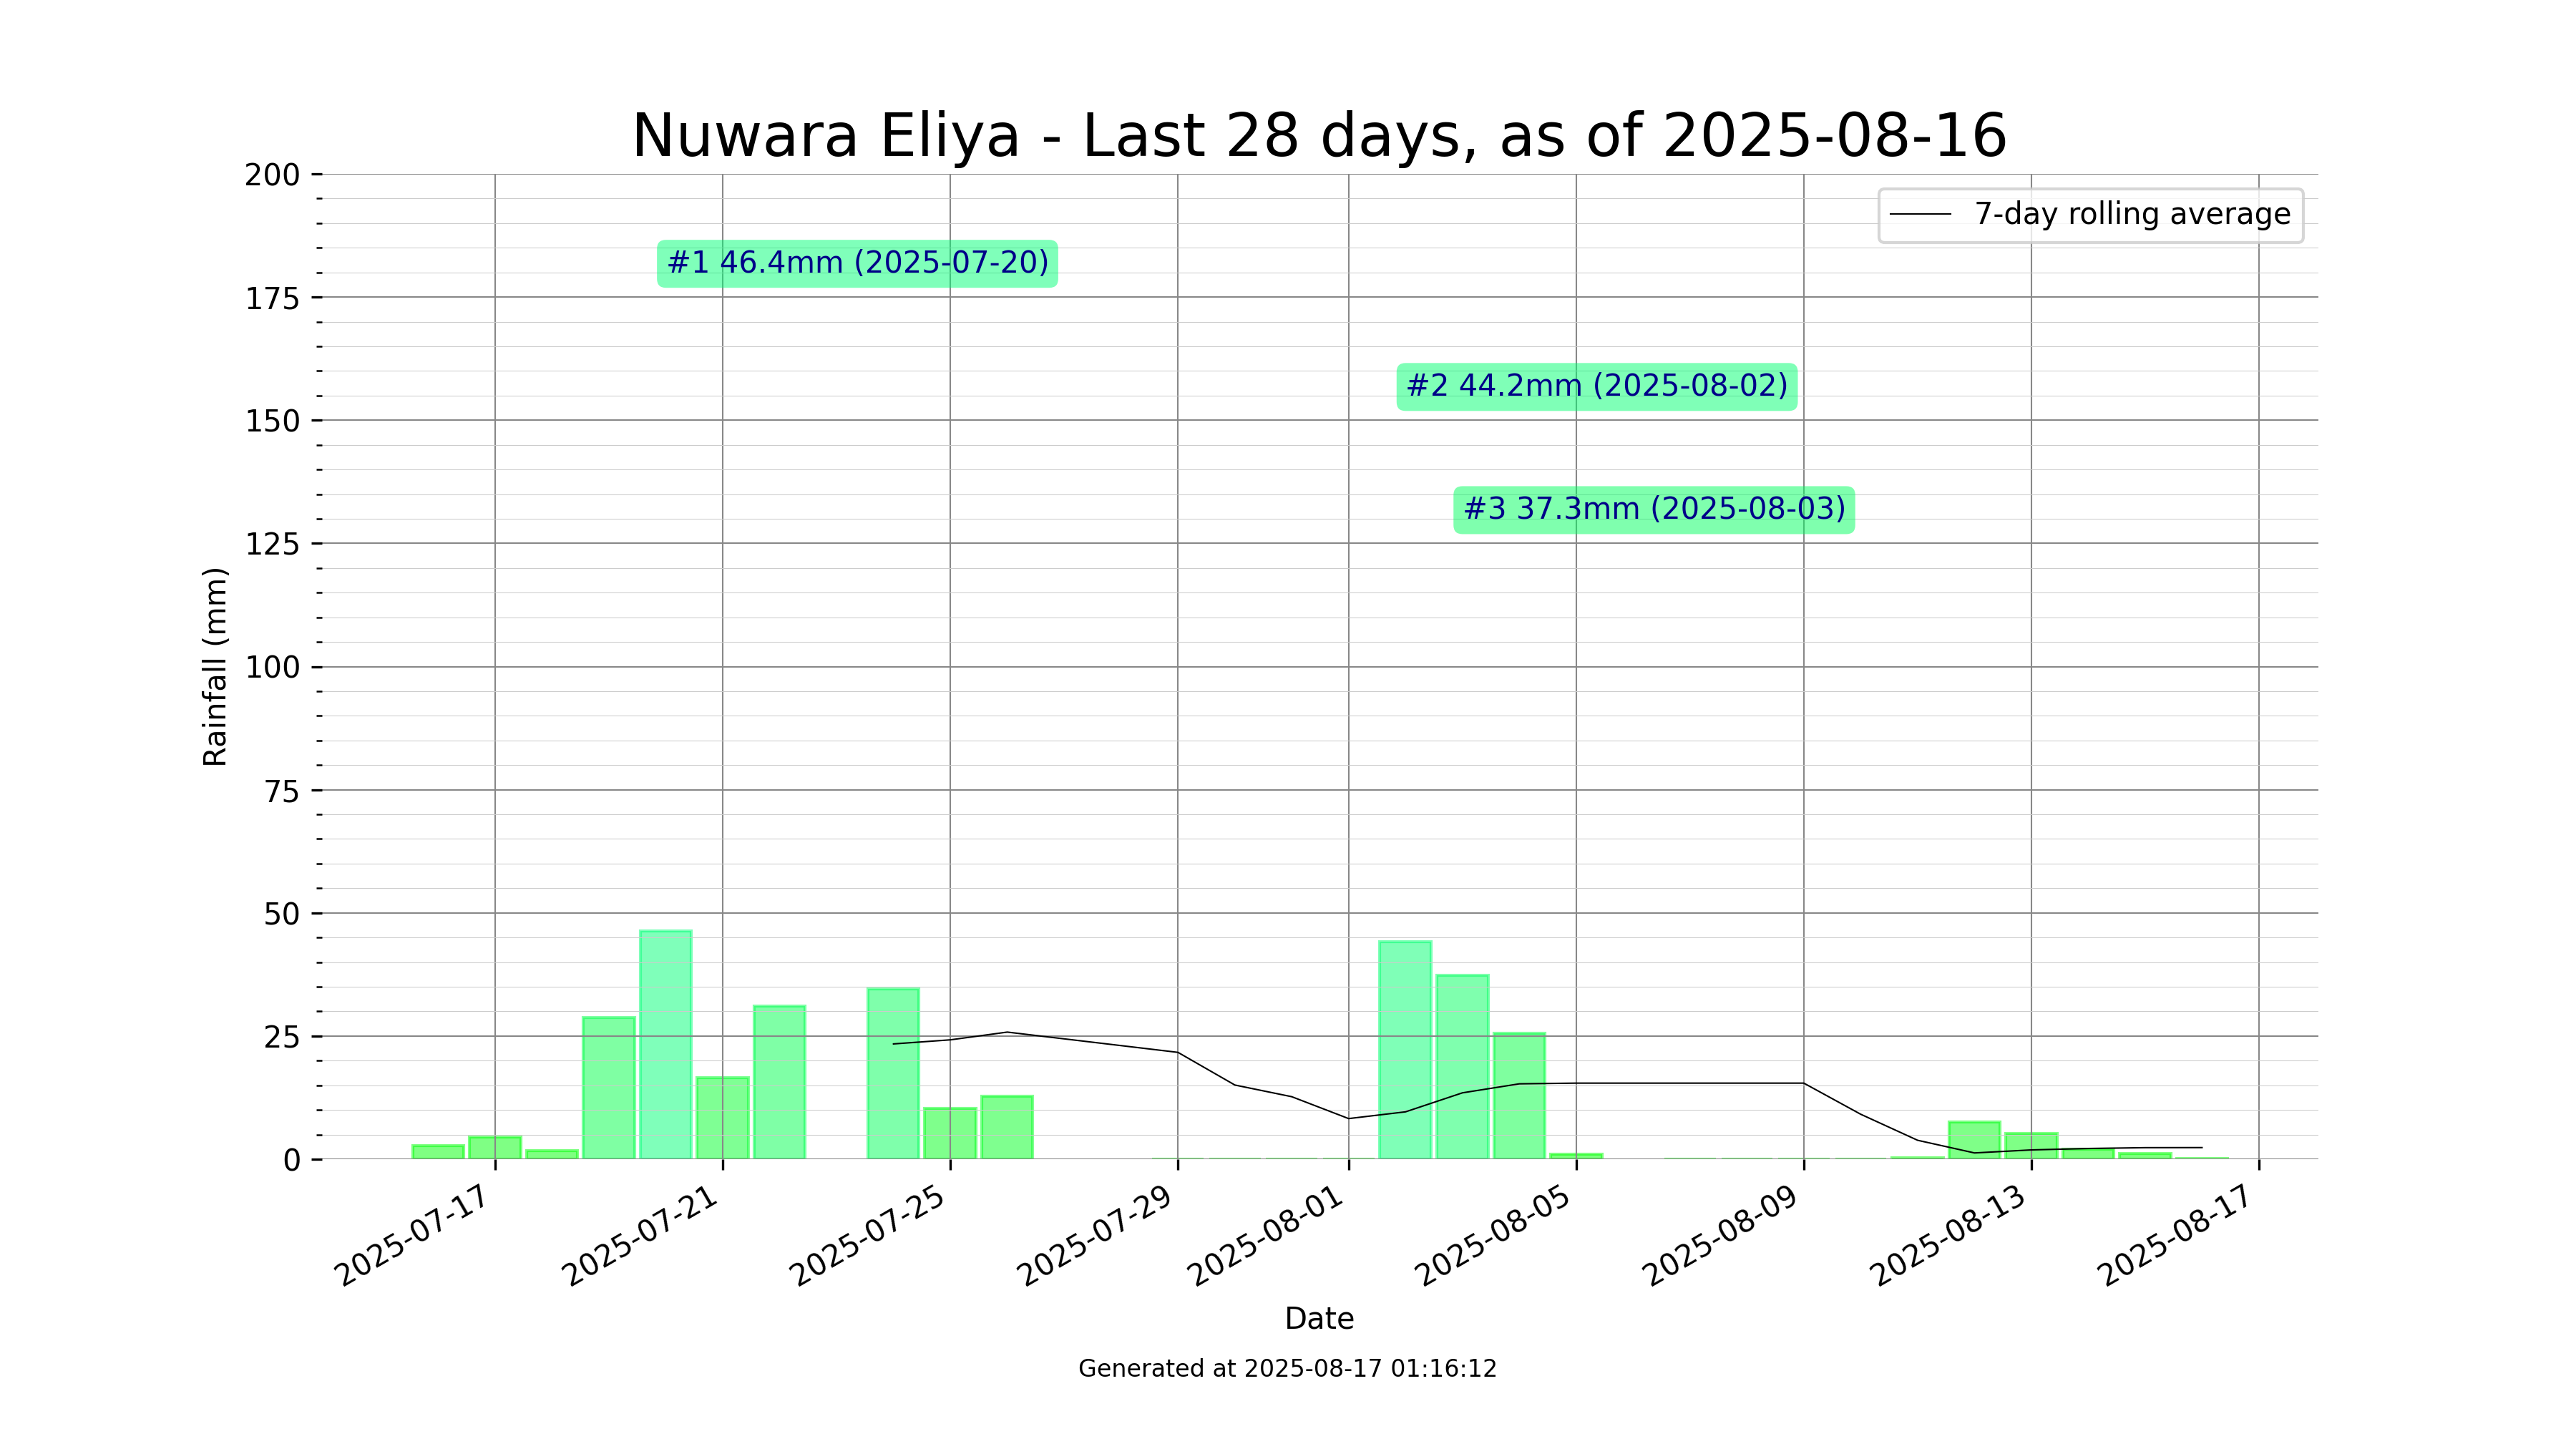 Nuwara Eliya - Last 28 days, as of 2025-08-16
7-day rolling average
#1 46.4mm (2025-07-20)
#2 44.2mm (2025-08-02)
#3 37.3mm (2025-08-03)
Rainfall (mm)
200
175
150
125
100
75
50
25
0
2025-07-17
2025-07-21
2025-07-25
2025-07-29
2025-08-01
2025-08-05
2025-08-09
2025-08-13
2025-08-17
Date
Generated at 2025-08-17 01:16:12